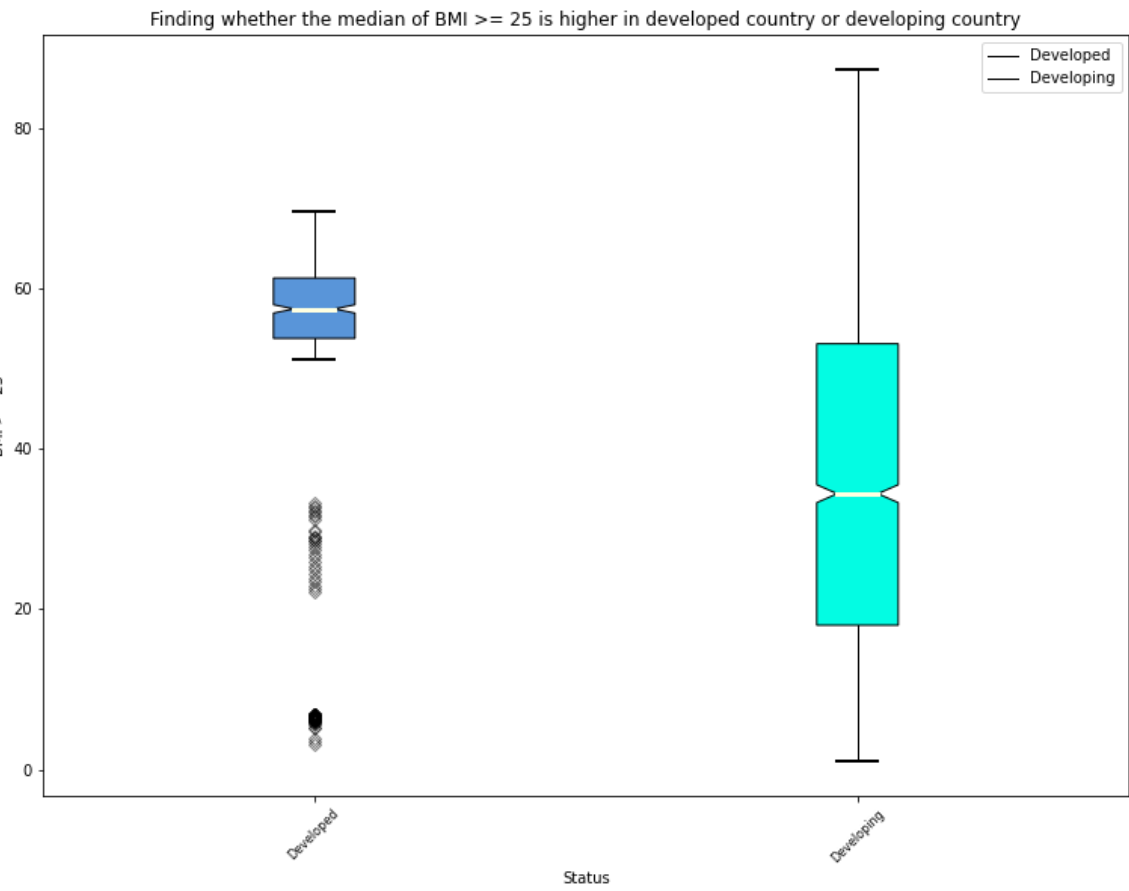 Finding whether the median of BMI >= 25 is higher in developed country or developing country
Developed
Developing
80
60
40
20
0
Developed
Developing
Status